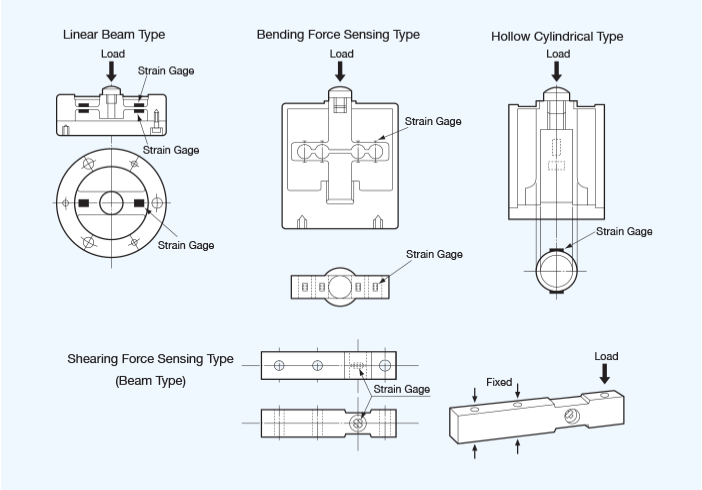 Linear Beam Type
Load
Strain Gage
Strain Gage
Strain Gage
Bending Force Sensing Type
Load
Strain Gage
Strain Gage
Hollow Cylindrical Type
Load
Strain Gage
Shearing Force Sensing Type
(Beam Type)
Strain Gage
Fixed
Load